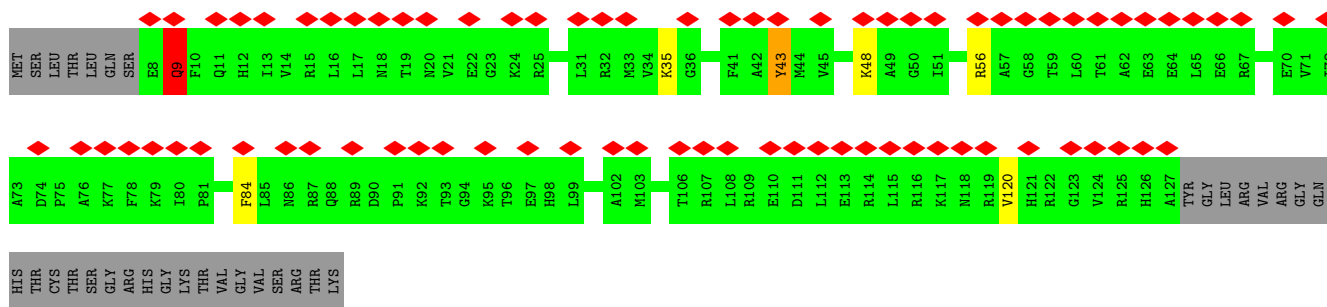 MET SER LEU THR LEU GLN SER E8 Q9 F10 Q11 H12 I13 V14 R15 L16 L17 N18 T19 N20 V21 E22 G23 K24 R25 L31 R32 M33 V34 K35 G36 F41 A42 Y43 M44 V45 K48 A49 G50 I51 R56 A57 G58 T59 L60 T61 A62 E63 E64 L65 E66 R67 E70 V71
A73 D74 P75 A76 K77 F78 K79 I80 P81 F84 L85 N86 R87 Q88 R89 D90 P91 K92 T93 G94 K95 T96 E97 H98 L99 A102 M103 T106 R107 L108 R109 E110 D111 L112 E113 R114 L115 R116 K117 N118 R119 V120 H121 R122 G123 V124 R125 H126 A127 TYR GLY LEU ARG VAL ARG GLY GLN
HIS THR CYS THR SER GLY ARG HIS GLY LYS THR VAL GLY VAL SER ARG THR LYS